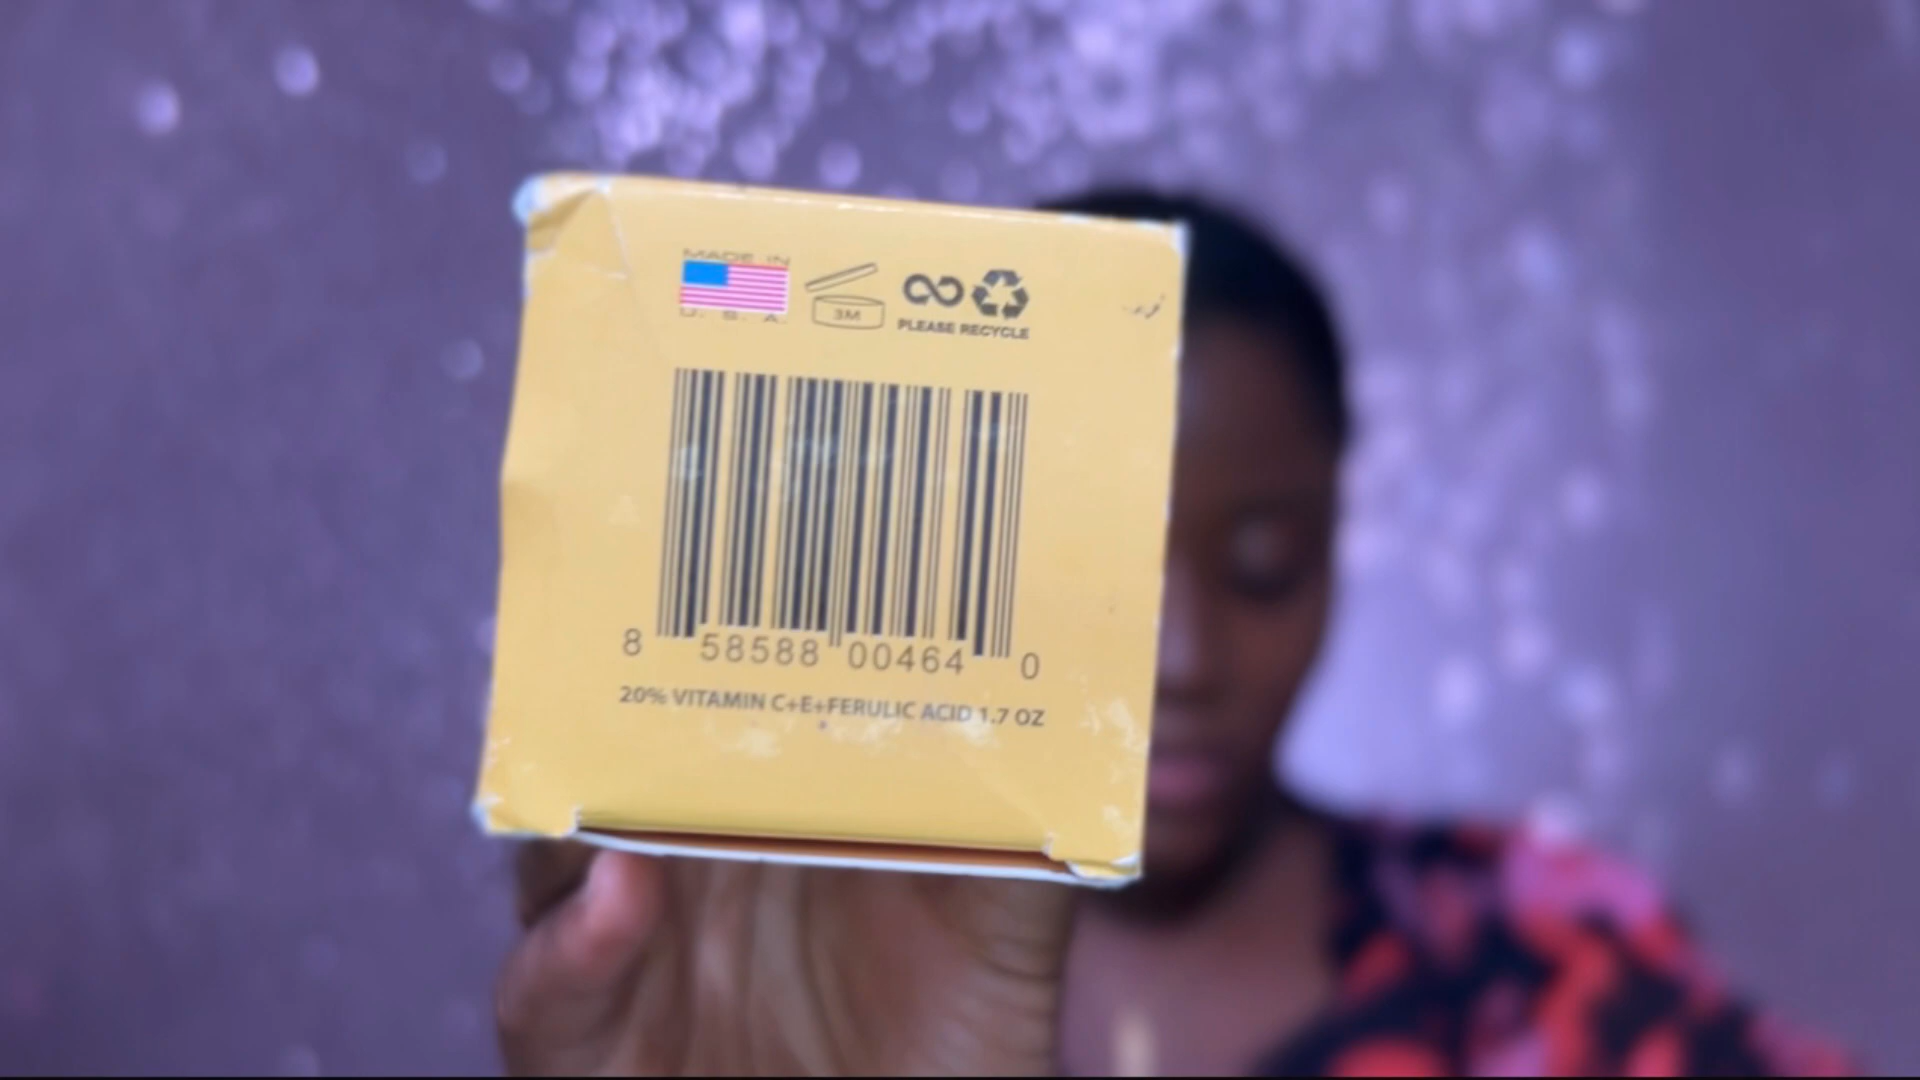 MADE IN
U. S. A.
3M
PLEASE RECYCLE
8 58588 00464 0
20% VITAMIN C+E+FERULIC ACID 1.7 OZ